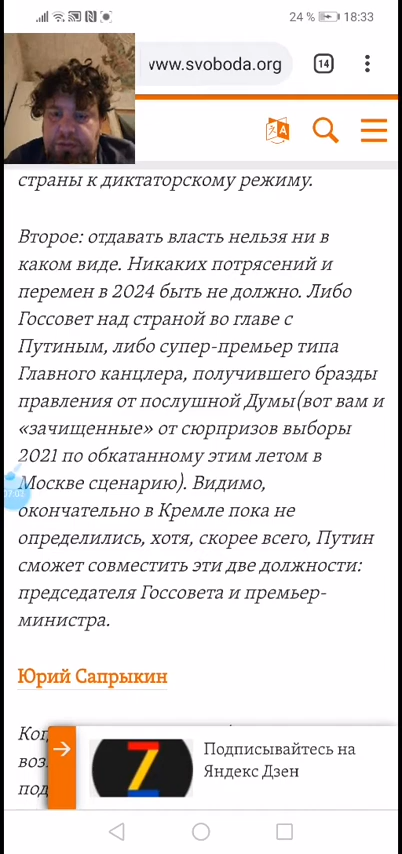 24 % 18:33
www.svoboda.org
14
страны к диктаторскому режиму.
Второе: отдавать власть нельзя ни в
каком виде. Никаких потрясений и
перемен в 2024 быть не должно. Либо
Госсовет над страной во главе с
Путиным, либо супер-премьер типа
Главного канцлера, получившего бразды
правления от послушной Думы(вот вам и
«зачищенные» от сюрпризов выборы
2021 по обкатанному этим летом в
Москве сценарию). Видимо,
окончательно в Кремле пока не
определились, хотя, скорее всего, Путин
сможет совместить эти две должности:
председателя Госсовета и премьер-
министра.
Юрий Сапрыкин
Подписывайтесь на
Яндекс Дзен